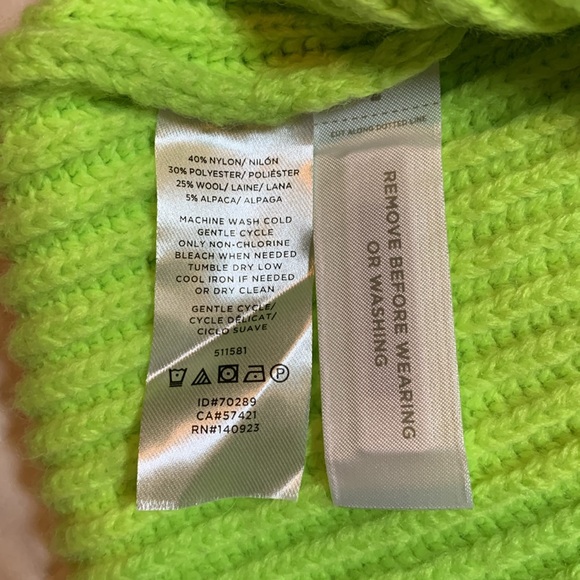 40% NYLON/ NILÓN
30% POLYESTER/ POLIÉSTER
25% WOOL/ LAINE/ LANA
5% ALPACA/ ALPAGA
MACHINE WASH COLD
GENTLE CYCLE
ONLY NON-CHLORINE
BLEACH WHEN NEEDED
TUMBLE DRY LOW
COOL IRON IF NEEDED
OR DRY CLEAN
GENTLE CYCLE/
CYCLE DÉLICAT/
CICLO SUAVE
511581
P
ID#70289
CA#57421
RN#140923
CUT ALONG DOTTED LINE
REMOVE BEFORE WEARING
OR WASHING